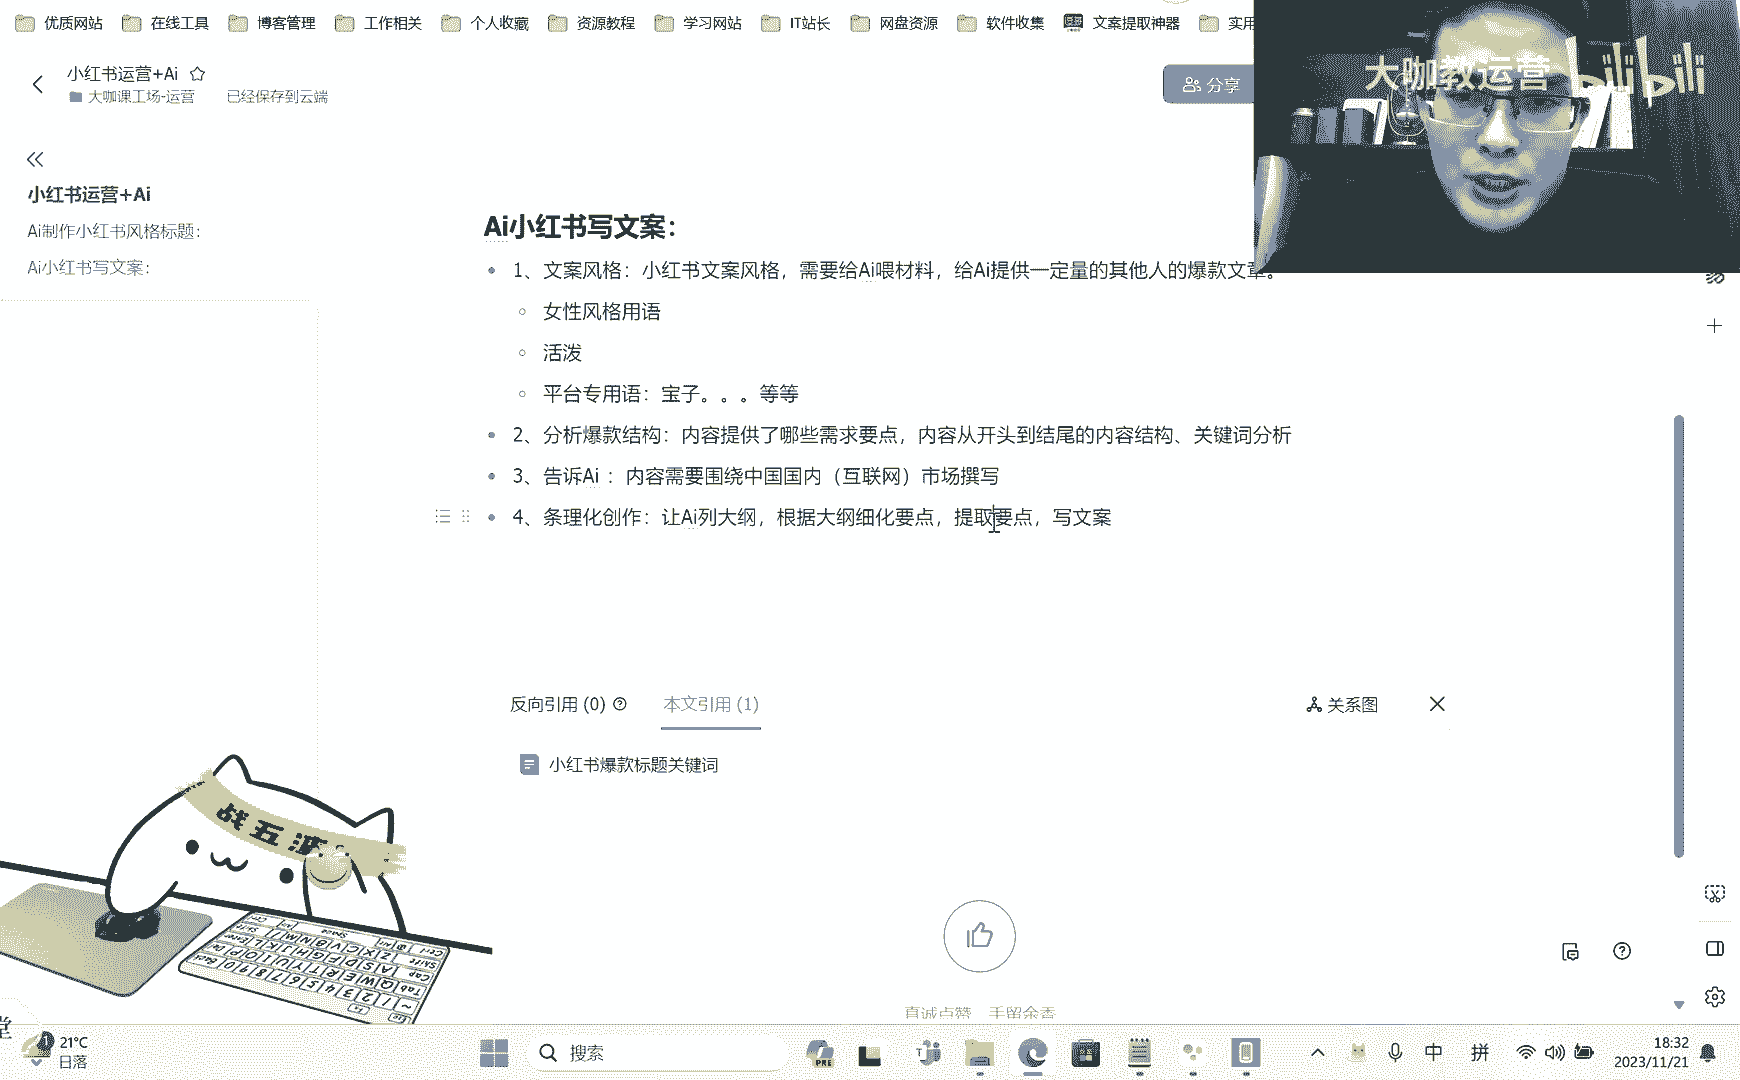 优质网站 在线工具 博客管理 工作相关 个人收藏 资源教程 学习网站 IT站长 网盘资源 软件收集 文案提取神器 实用
小红书运营+Ai
大咖课工场-运营 已经保存到云端
分享
大咖教运营 bilibili
小红书运营+Ai
Ai制作小红书风格标题：
Ai小红书写文案：
Ai小红书写文案：
1、文案风格：小红书文案风格，需要给Ai喂材料，给Ai提供一定量的其他人的爆款文章。
女性风格用语
活泼
平台专用语：宝子。。。等等
2、分析爆款结构：内容提供了哪些需求要点，内容从开头到结尾的内容结构、关键词分析
3、告诉Ai ：内容需要围绕中国国内（互联网）市场撰写
4、条理化创作：让Ai列大纲，根据大纲细化要点，提取要点，写文案
反向引用 (0) 本文引用 (1) 关系图
小红书爆款标题关键词
战五渣
真诚点赞 手留余香
21°C
日落
搜索
PRE
中 拼
18:32
2023/11/21